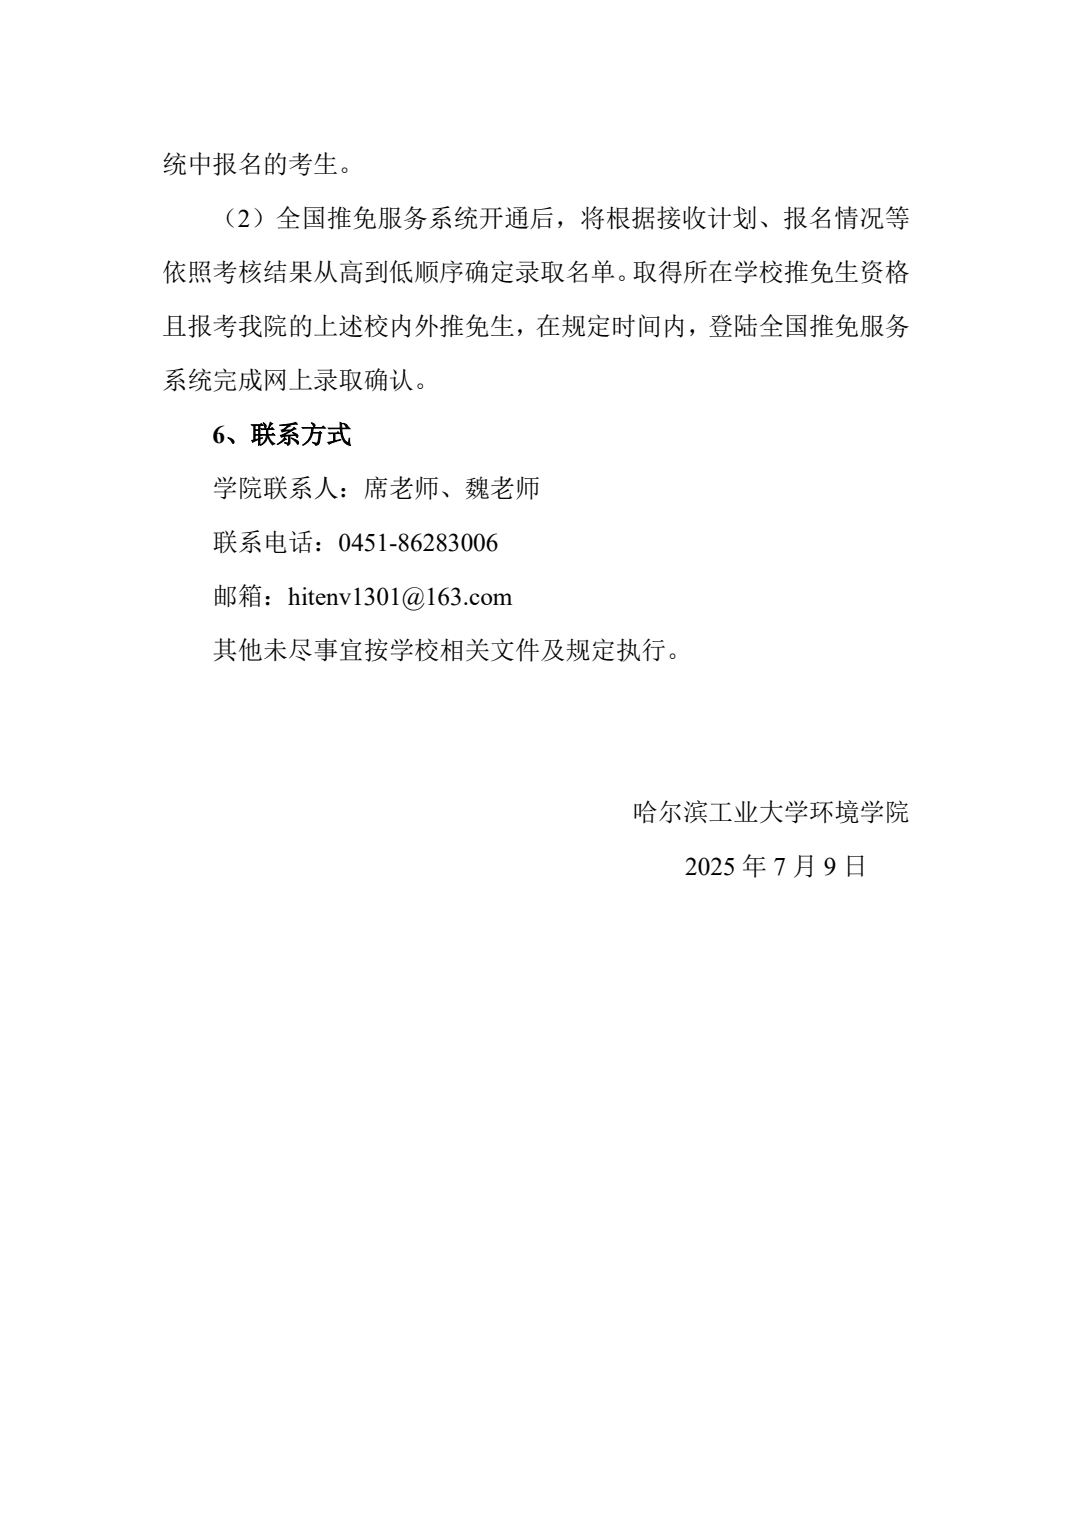 统中报名的考生。
（2）全国推免服务系统开通后，将根据接收计划、报名情况等
依照考核结果从高到低顺序确定录取名单。取得所在学校推免生资格
且报考我院的上述校内外推免生，在规定时间内，登陆全国推免服务
系统完成网上录取确认。
6、联系方式
学院联系人：席老师、魏老师
联系电话：0451-86283006
邮箱：hitenv1301@163.com
其他未尽事宜按学校相关文件及规定执行。
哈尔滨工业大学环境学院
2025 年 7 月 9 日